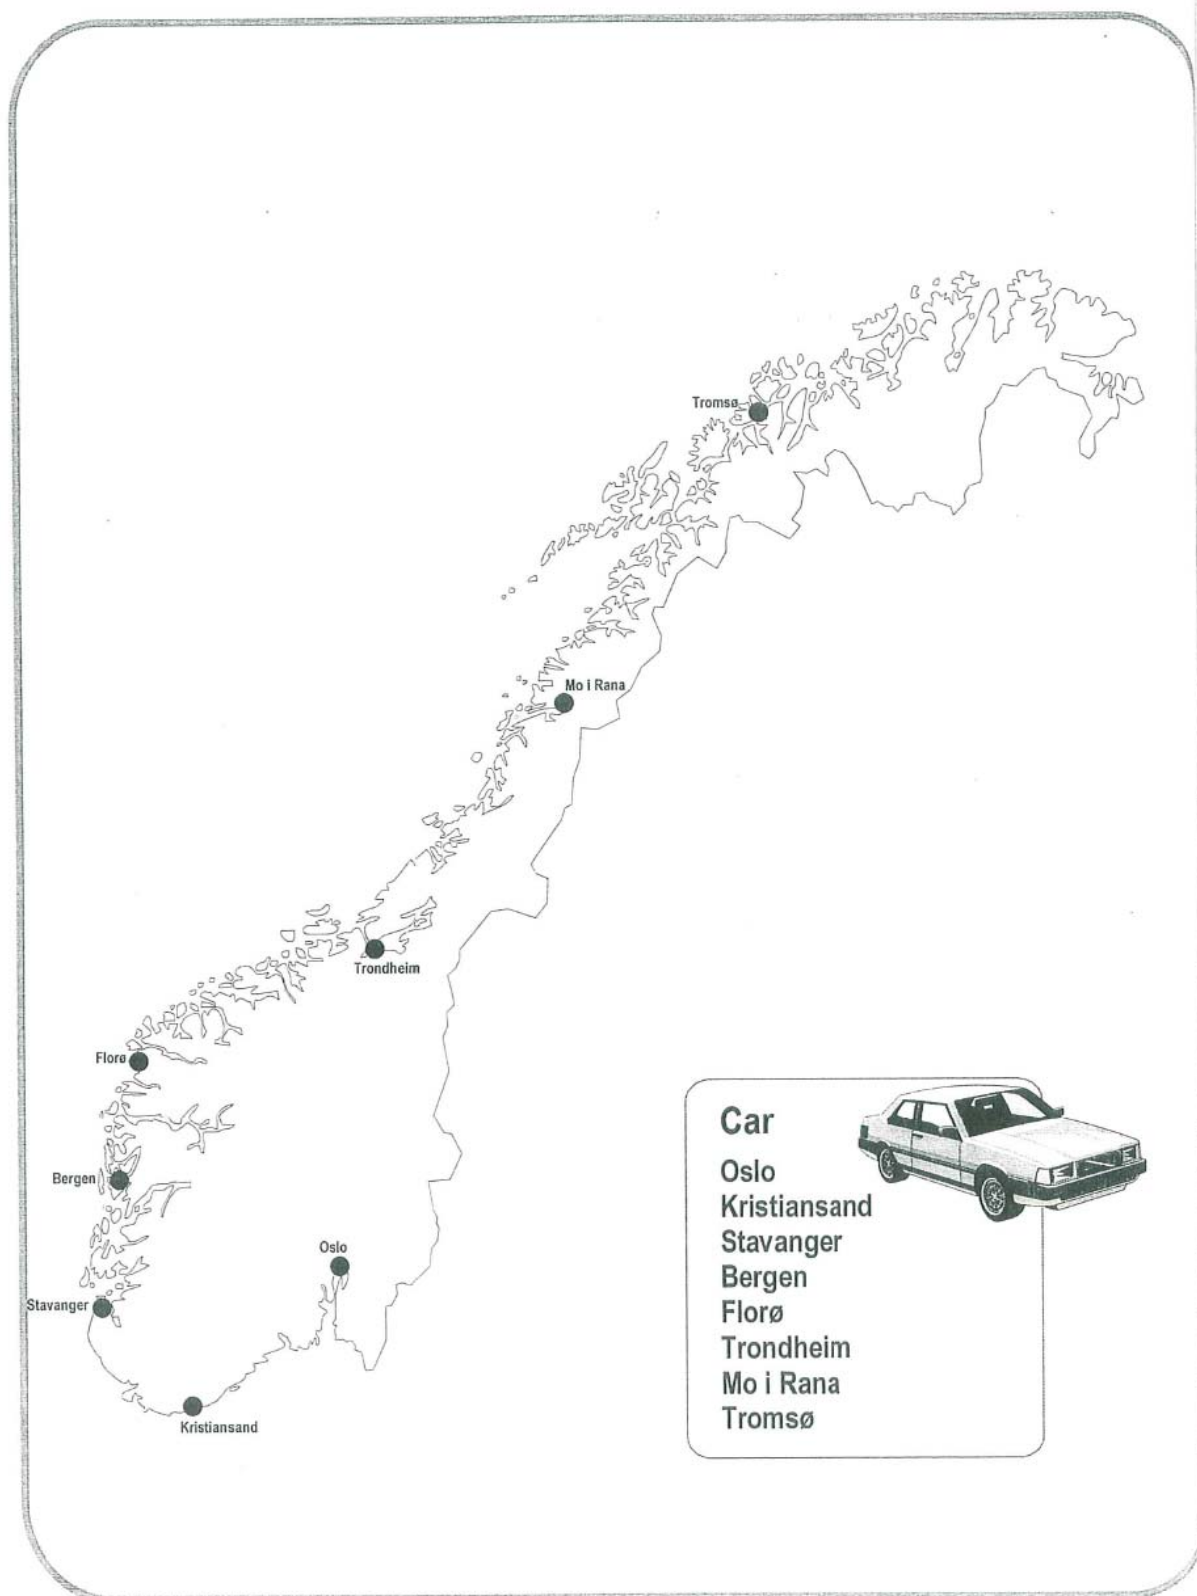 Tromsø
Mo i Rana
Trondheim
Florø
Bergen
Oslo
Stavanger
Kristiansand
Car
Oslo
Kristiansand
Stavanger
Bergen
Florø
Trondheim
Mo i Rana
Tromsø